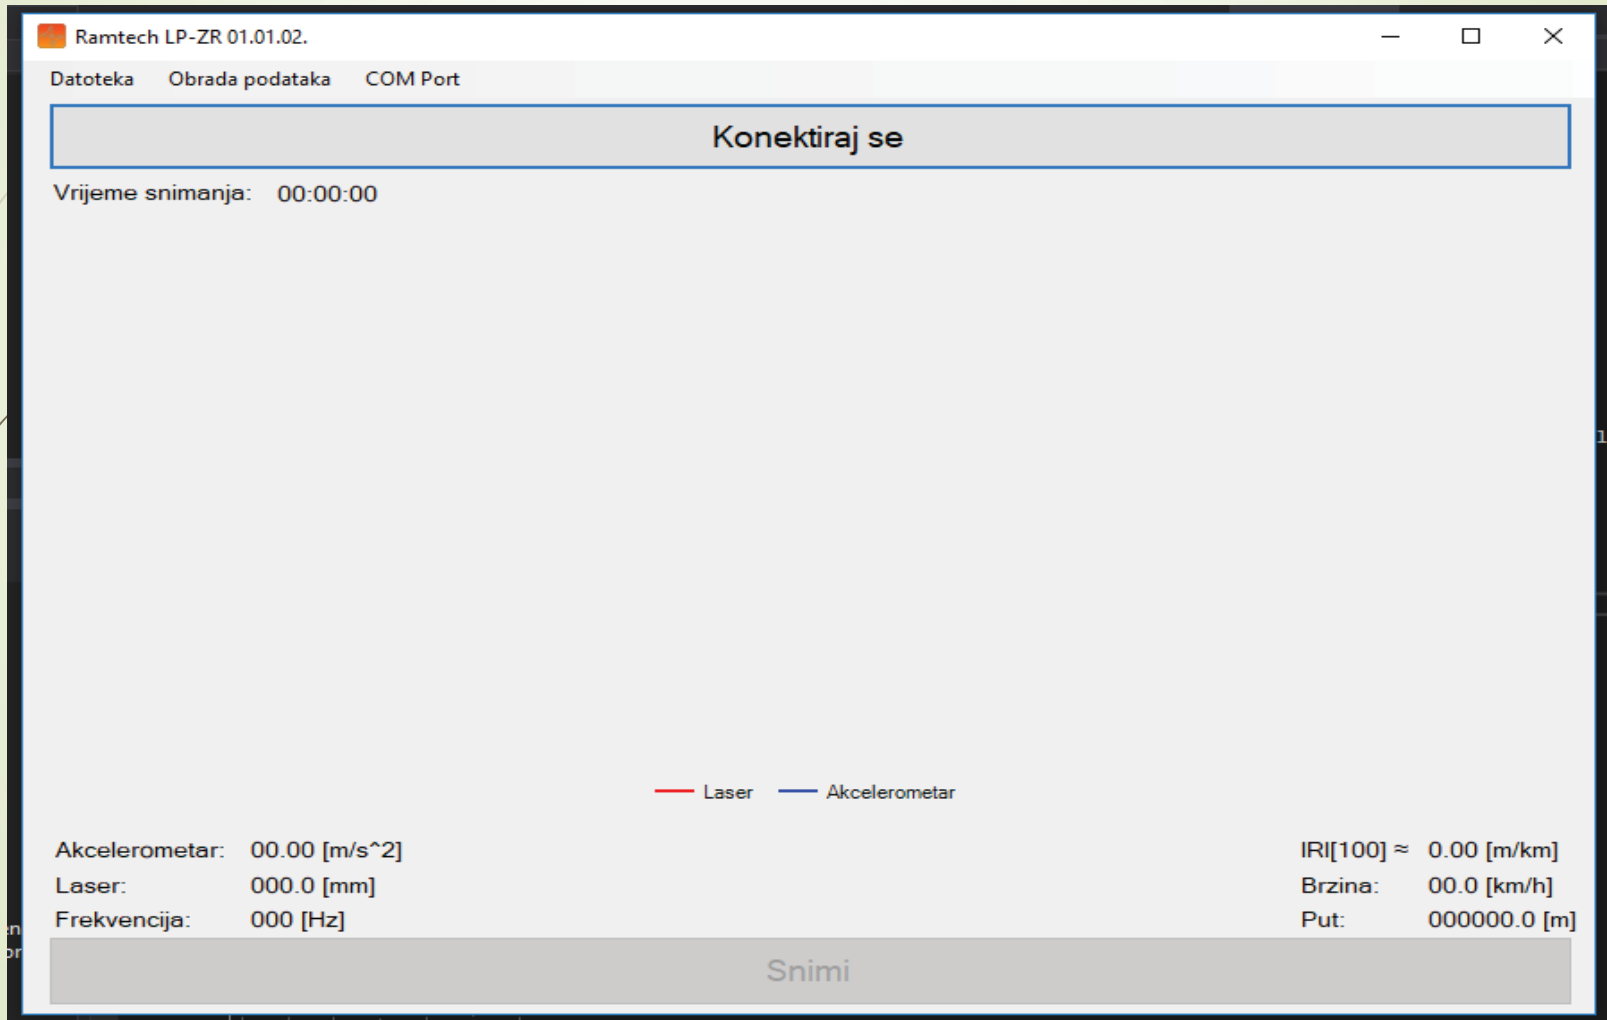 Ramtech LP-ZR 01.01.02.
Datoteka Obrada podataka COM Port
Konektiraj se
Vrijeme snimanja: 00:00:00
Laser Akcelerometar
Akcelerometar: 00.00 [m/s^2] IRI[100] ≈ 0.00 [m/km]
Laser: 000.0 [mm] Brzina: 00.0 [km/h]
Frekvencija: 000 [Hz] Put: 000000.0 [m]
Snimi